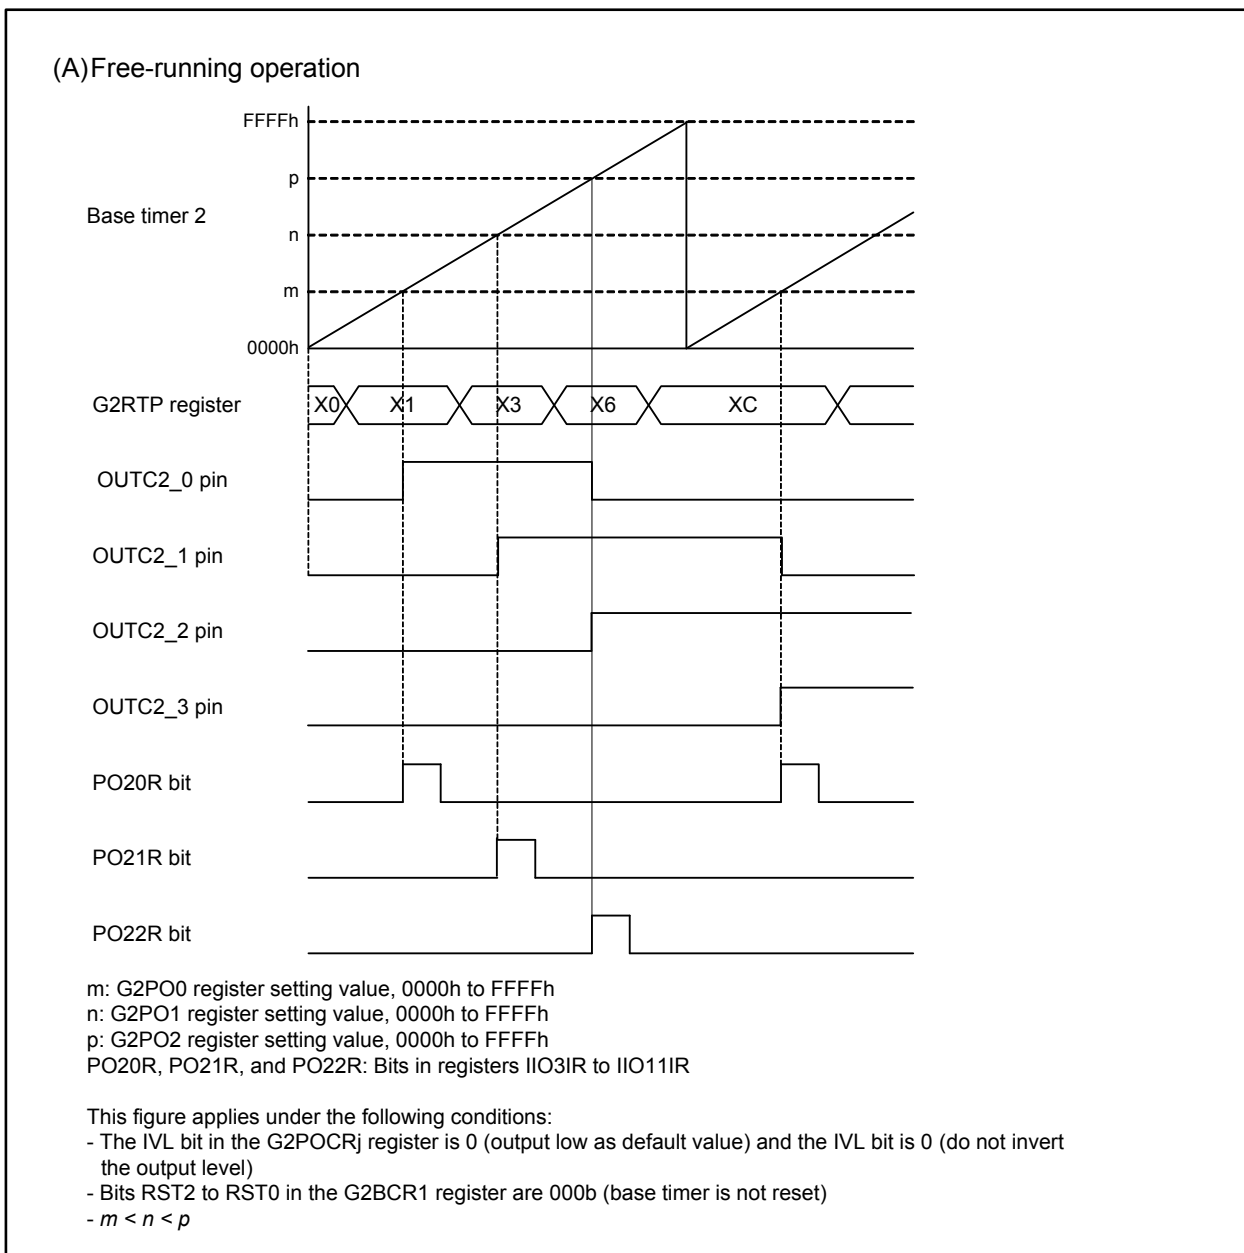 (A) Free-running operation
FFFFh
p
Base timer 2
n
m
0000h
G2RTP register X0 X1 X3 X6 XC
OUTC2_0 pin
OUTC2_1 pin
OUTC2_2 pin
OUTC2_3 pin
PO20R bit
PO21R bit
PO22R bit
m: G2PO0 register setting value, 0000h to FFFFh
n: G2PO1 register setting value, 0000h to FFFFh
p: G2PO2 register setting value, 0000h to FFFFh
PO20R, PO21R, and PO22R: Bits in registers IIO3IR to IIO11IR
This figure applies under the following conditions:
- The IVL bit in the G2POCRj register is 0 (output low as default value) and the IVL bit is 0 (do not invert
the output level)
- Bits RST2 to RST0 in the G2BCR1 register are 000b (base timer is not reset)
- m < n < p